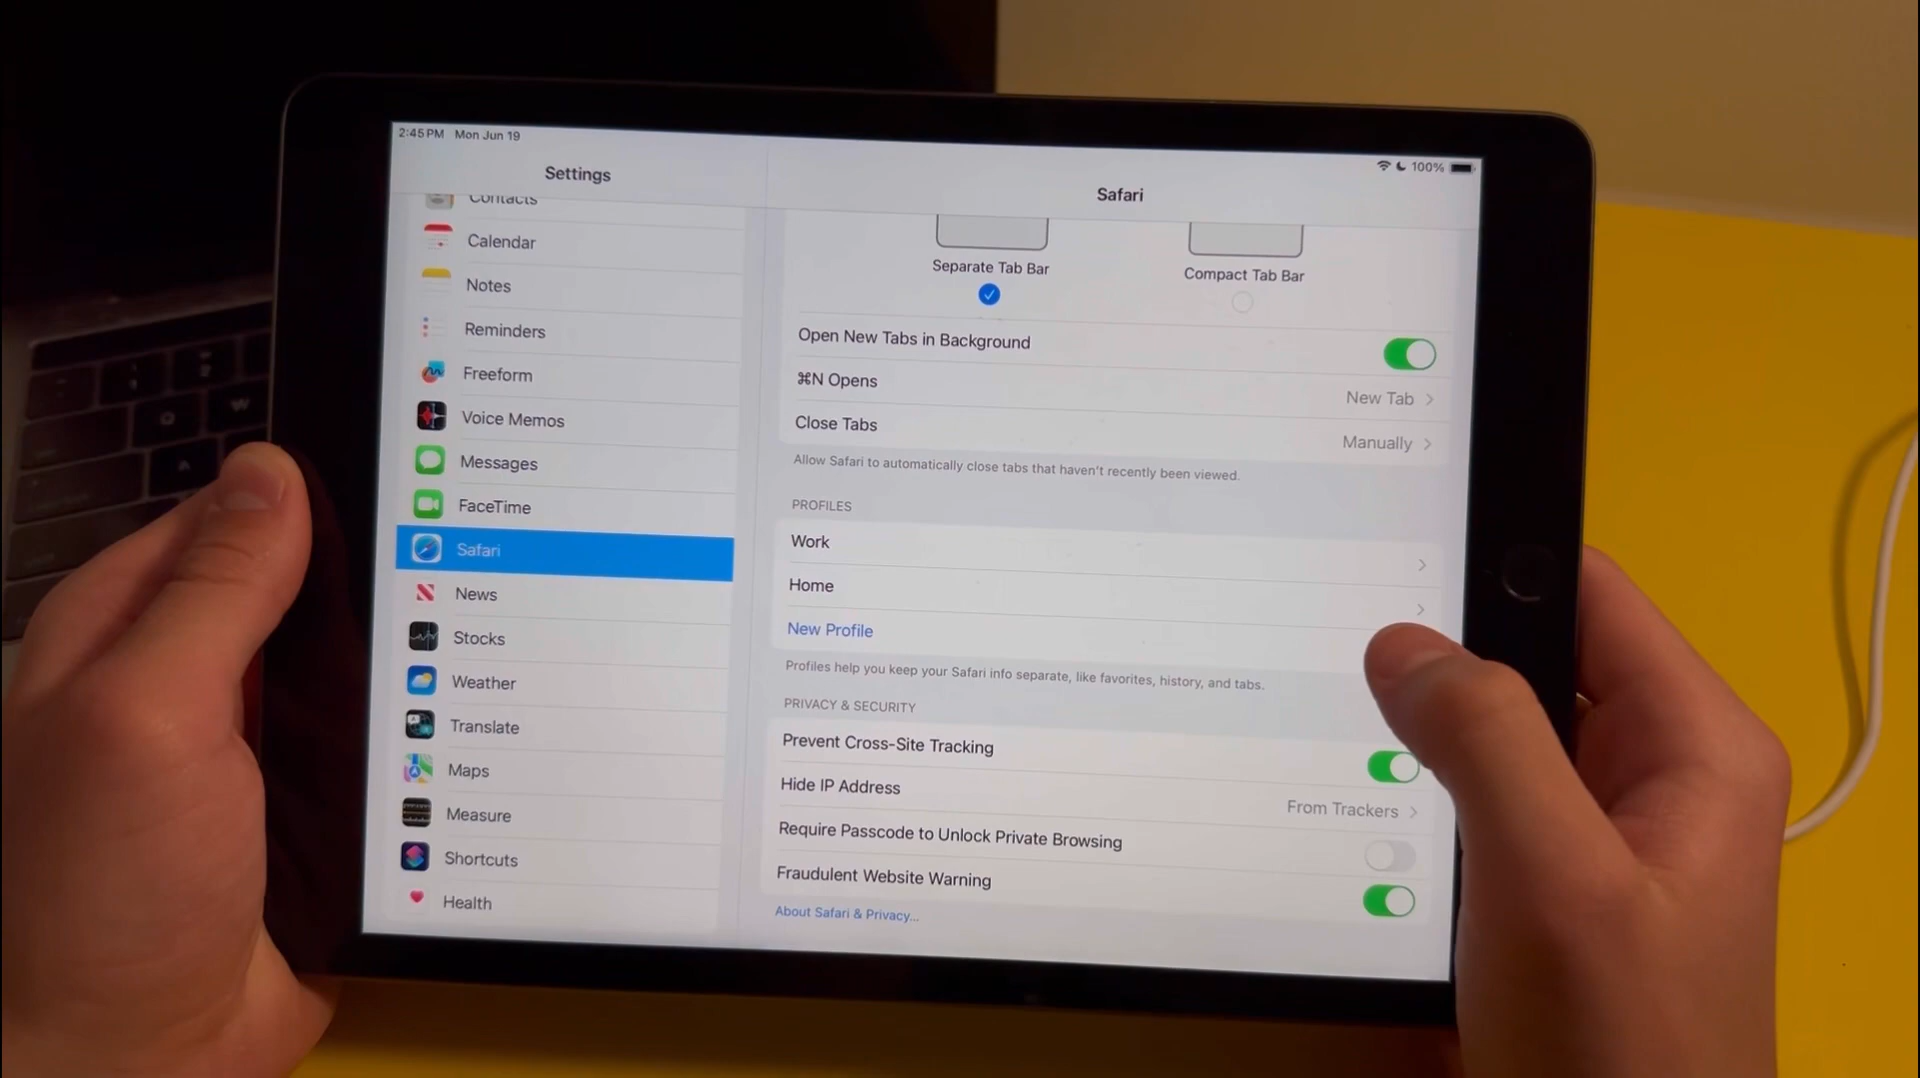 2:45 PM Mon Jun 19
100%
Settings
Contacts
Calendar
Notes
Reminders
Freeform
Voice Memos
Messages
FaceTime
Safari
News
Stocks
Weather
Translate
Maps
Measure
Shortcuts
Health
Safari
Separate Tab Bar
Compact Tab Bar
Open New Tabs in Background
⌘N Opens
New Tab
Close Tabs
Manually
Allow Safari to automatically close tabs that haven't recently been viewed.
PROFILES
Work
Home
New Profile
Profiles help you keep your Safari info separate, like favorites, history, and tabs.
PRIVACY & SECURITY
Prevent Cross-Site Tracking
Hide IP Address
From Trackers
Require Passcode to Unlock Private Browsing
Fraudulent Website Warning
About Safari & Privacy...
W
A